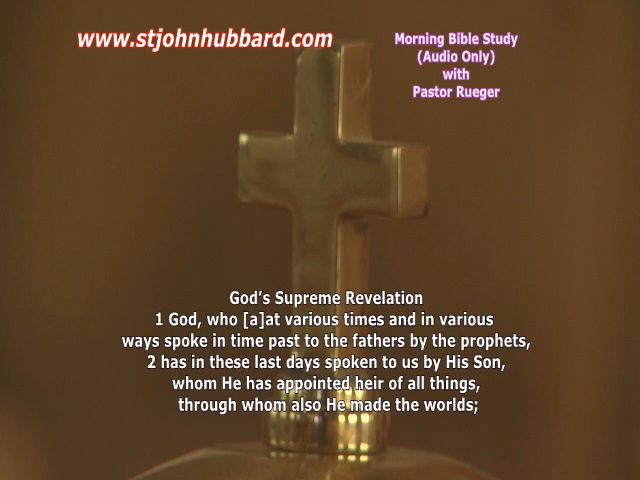 www.stjohnhubbard.com
Morning Bible Study
(Audio Only)
with
Pastor Rueger
God's Supreme Revelation
1 God, who [a]at various times and in various
ways spoke in time past to the fathers by the prophets,
2 has in these last days spoken to us by His Son,
whom He has appointed heir of all things,
through whom also He made the worlds;